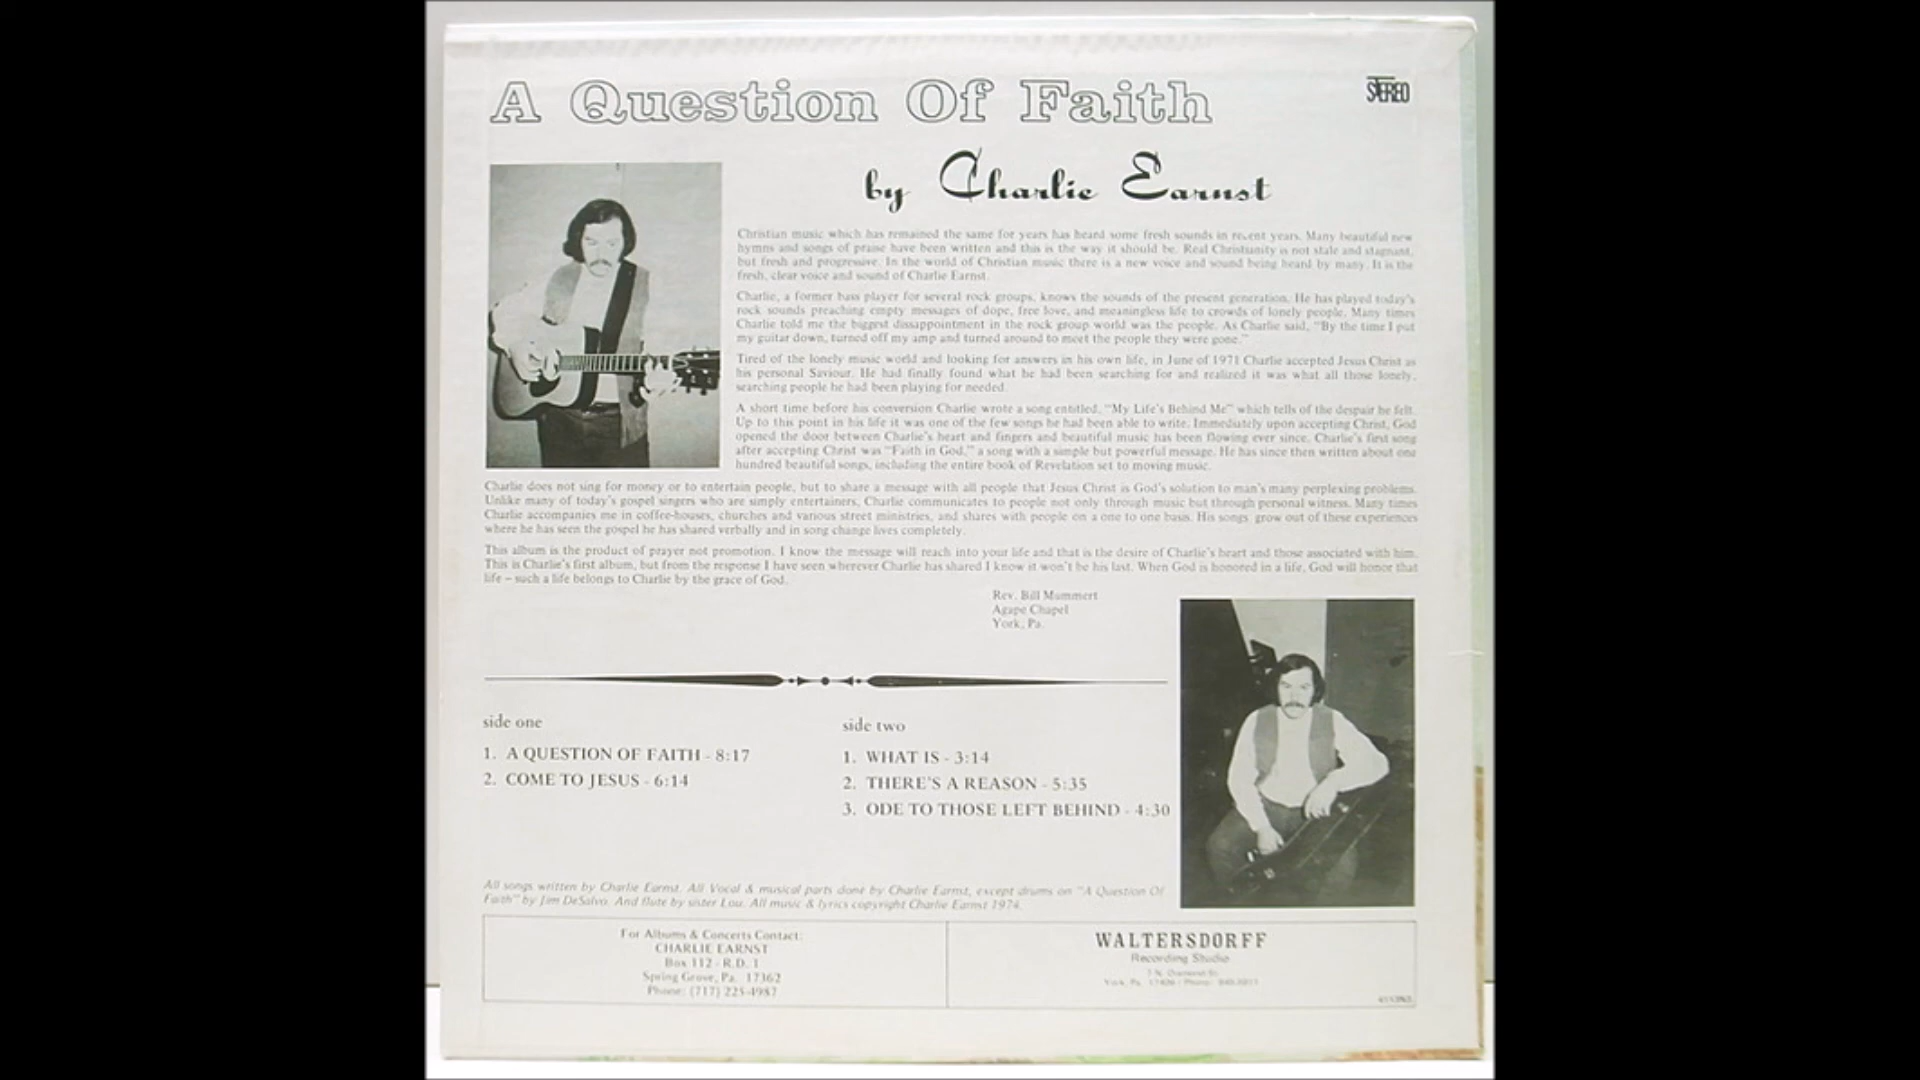 A Question Of Faith
STEREO
by Charlie Earnst
Christian music which has remained the same for years has heard some fresh sounds in recent years. Many beautiful new
hymns and songs of praise have been written and this is the way it should be. Real Christianity is not stale and stagnant,
but fresh and progressive. In the world of Christian music there is a new voice and sound being heard by many. It is the
fresh, clear voice and sound of Charlie Earnst.
Charlie, a former bass player for several rock groups, knows the sounds of the present generation. He has played today's
rock sounds preaching empty messages of dope, free love, and meaningless life to crowds of lonely people. Many times
Charlie told me the biggest dissappointment in the rock group world was the people. As Charlie said, "By the time I put
my guitar down, turned off my amp and turned around to meet the people they were gone."
Tired of the lonely music world and looking for answers in his own life, in June of 1971 Charlie accepted Jesus Christ as
his personal Saviour. He had finally found what he had been searching for and realized it was what all those lonely,
searching people he had been playing for needed.
A short time before his conversion Charlie wrote a song entitled, "My Life's Behind Me" which tells of the despair he felt.
Up to this point in his life it was one of the few songs he had been able to write. Immediately upon accepting Christ, God
opened the door between Charlie's heart and fingers and beautiful music has been flowing ever since. Charlie's first song
after accepting Christ was "Faith in God," a song with a simple but powerful message. He has since then written about one
hundred beautiful songs, including the entire book of Revelation set to moving music.
Charlie does not sing for money or to entertain people, but to share a message with all people that Jesus Christ is God's solution to man's many perplexing problems.
Unlike many of today's gospel singers who are simply entertainers, Charlie communicates to people not only through music but through personal witness. Many times
Charlie accompanies me in coffee-houses, churches and various street ministries, and shares with people on a one to one basis. His songs grow out of these experiences
where he has seen the gospel he has shared verbally and in song change lives completely.
This album is the product of prayer not promotion. I know the message will reach into your life and that is the desire of Charlie's heart and those associated with him.
This is Charlie's first album, but from the response I have seen wherever Charlie has shared I know it won't be his last. When God is honored in a life, God will honor that
life – such a life belongs to Charlie by the grace of God.
Rev. Bill Mummert
Agape Chapel
York, Pa.
side one
1. A QUESTION OF FAITH - 8:17
2. COME TO JESUS - 6:14
side two
1. WHAT IS - 3:14
2. THERE'S A REASON - 5:35
3. ODE TO THOSE LEFT BEHIND - 4:30
All songs written by Charlie Earnst. All Vocal & musical parts done by Charlie Earnst, except drums on "A Question Of
Faith" by Jim DeSalvo. And flute by sister Lou. All music & lyrics copyright Charlie Earnst 1974.
For Albums & Concerts Contact:
CHARLIE EARNST
Box 112 - R.D. 1
Spring Grove, Pa. 17362
Phone: (717) 225-4987
WALTERSDORFF
Recording Studio
York, Pa.